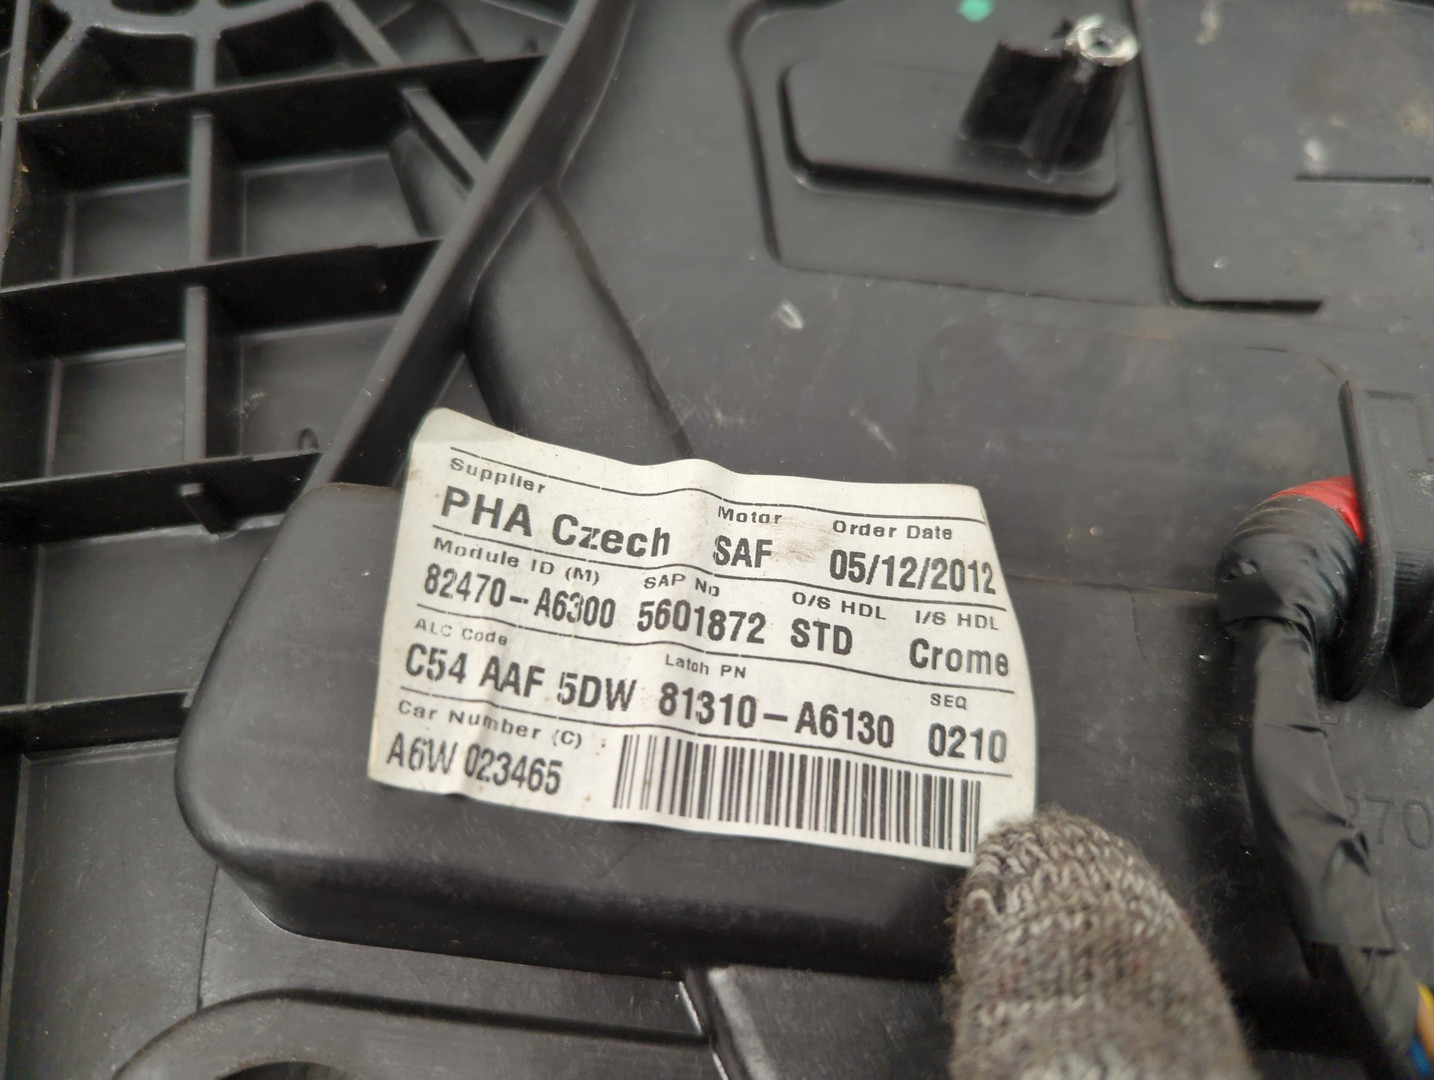 Supplier Motor Order Date
PHA Czech SAF 05/12/2012
Module ID (M) SAP No O/S HDL I/S HDL
82470-A6300 5601872 STD Crome
ALC Code Latch PN SEQ
C54 AAF 5DW 81310-A6130 0210
Car Number (C) :
A6W 023465